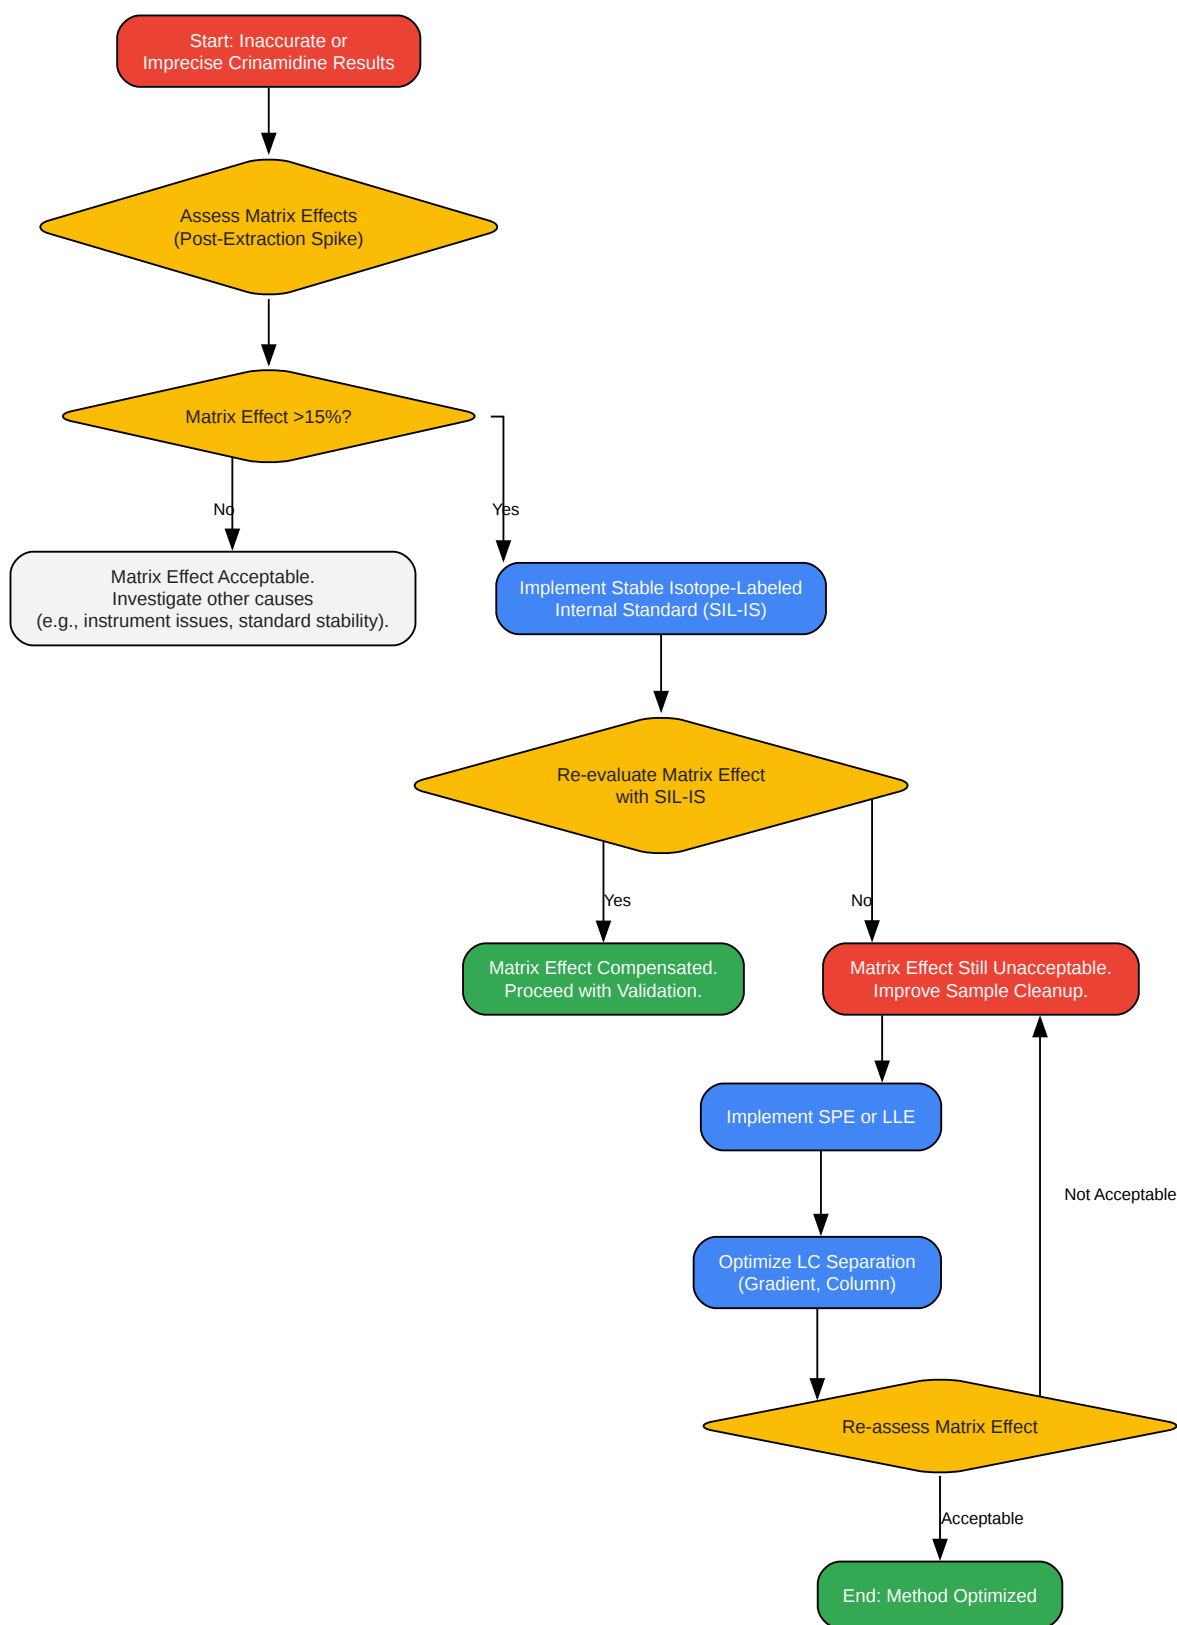 Start: Inaccurate or
Imprecise Crinamidine Results
Assess Matrix Effects
(Post-Extraction Spike)
Matrix Effect >15%?
No
Yes
Matrix Effect Acceptable.
Investigate other causes
(e.g., instrument issues, standard stability).
Implement Stable Isotope-Labeled
Internal Standard (SIL-IS)
Re-evaluate Matrix Effect
with SIL-IS
Yes
No
Matrix Effect Compensated.
Proceed with Validation.
Matrix Effect Still Unacceptable.
Improve Sample Cleanup.
Implement SPE or LLE
Not Acceptable
Optimize LC Separation
(Gradient, Column)
Re-assess Matrix Effect
Acceptable
End: Method Optimized